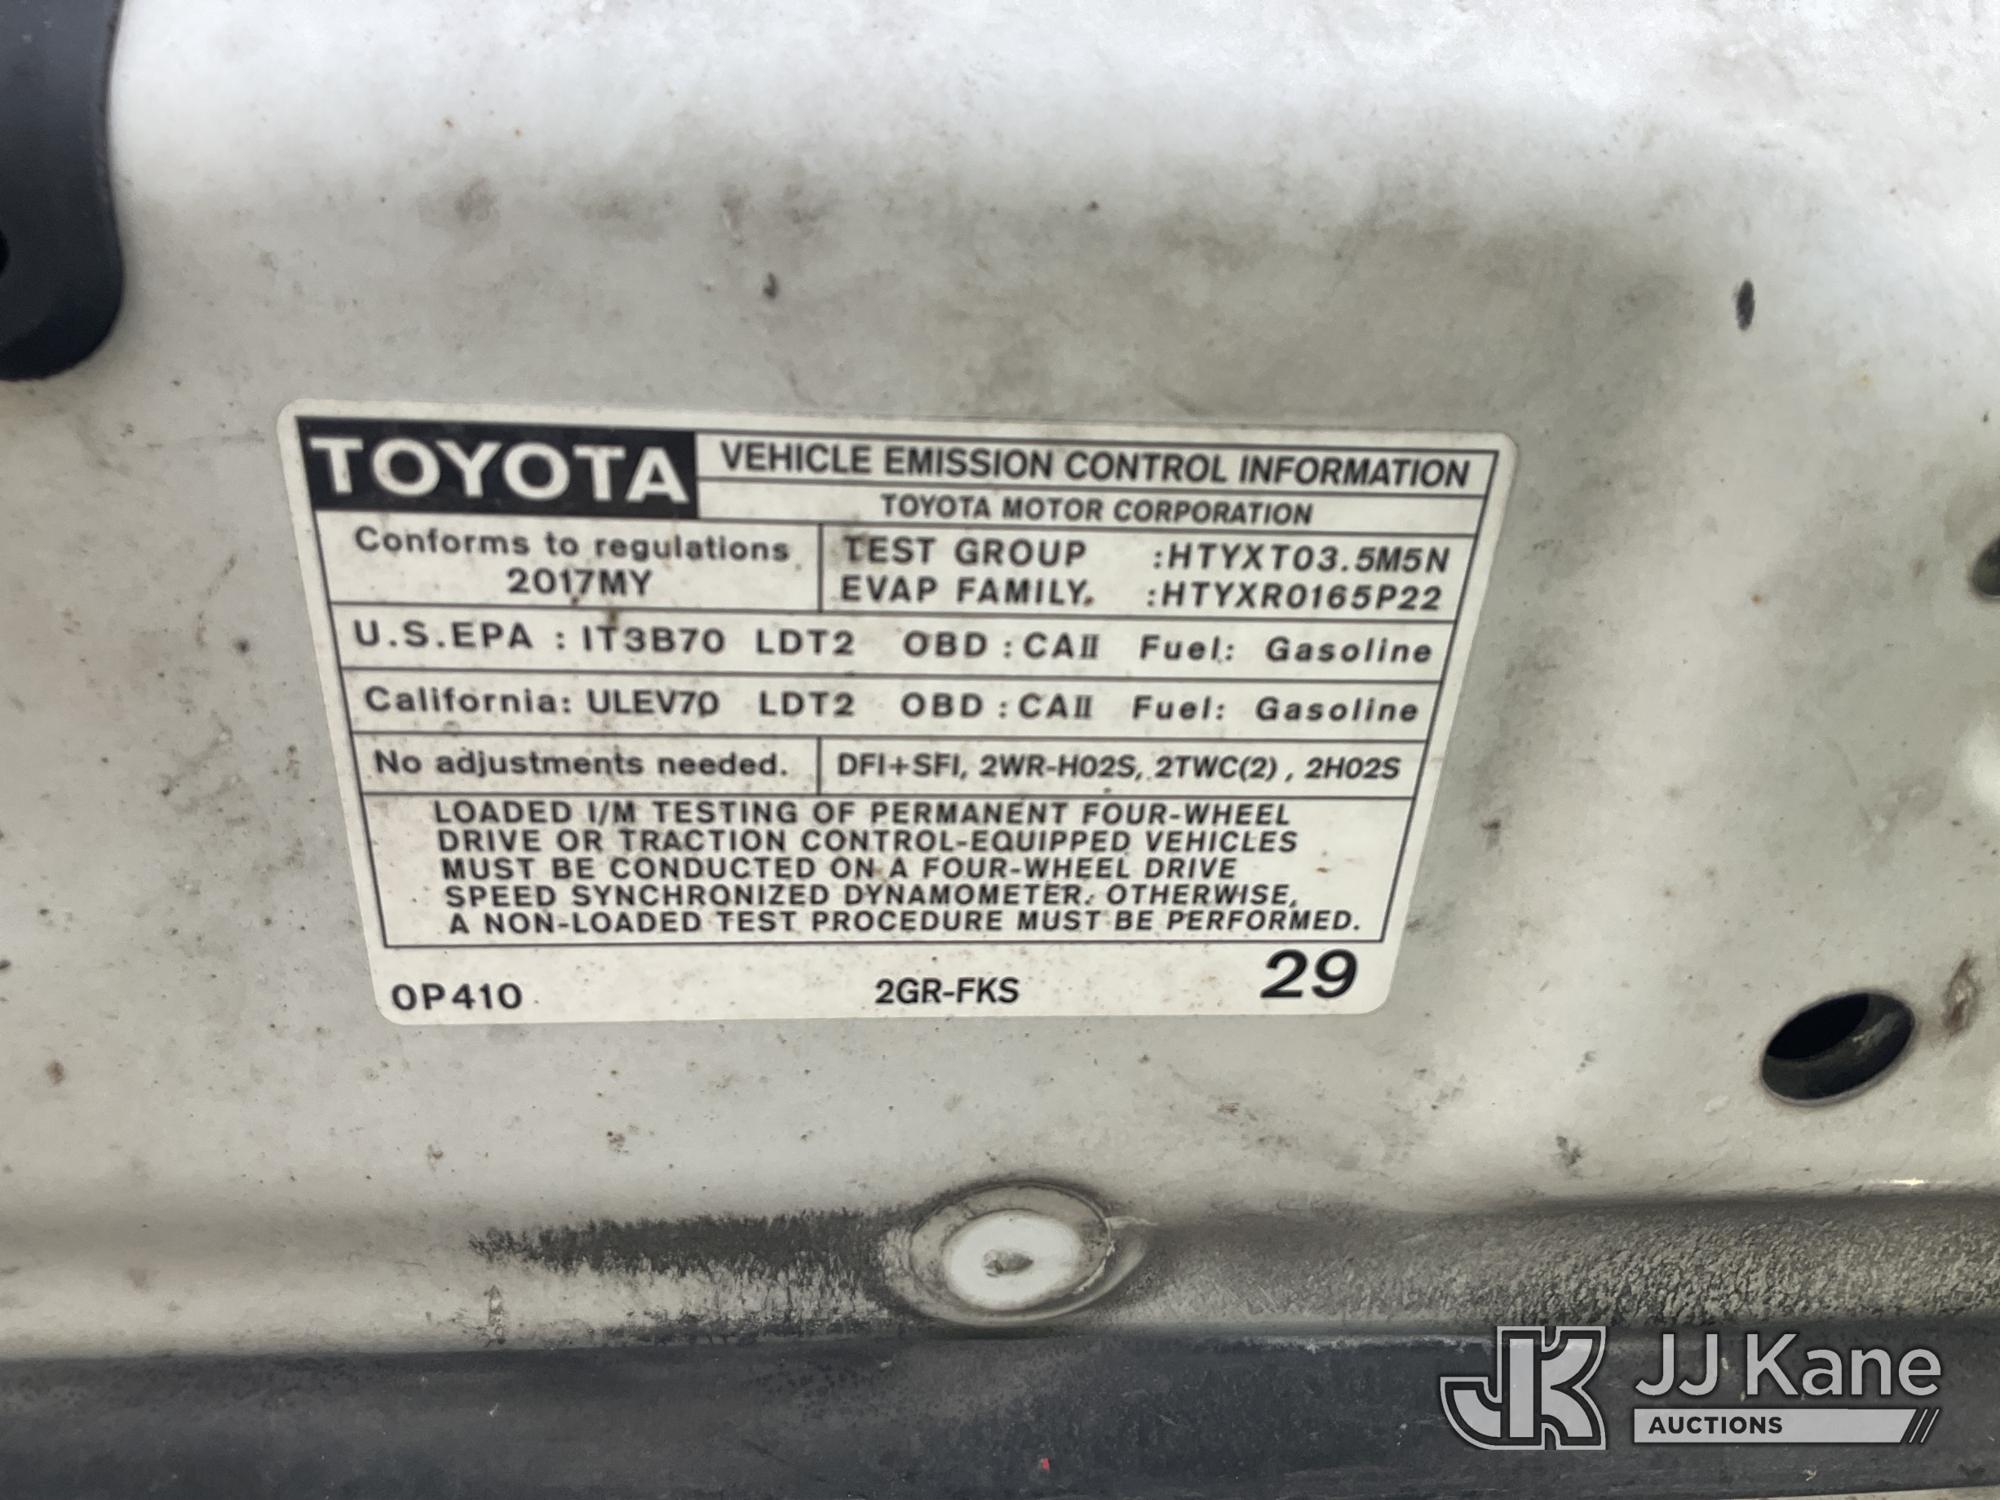 TOYOTA
VEHICLE EMISSION CONTROL INFORMATION
TOYOTA MOTOR CORPORATION
Conforms to regulations
2017MY
TEST GROUP :HTYXT03.5M5N
EVAP FAMILY. :HTYXR0165P22
U.S.EPA : IT3B70 LDT2 OBD : CAII Fuel: Gasoline
California: ULEV70 LDT2 OBD : CAII Fuel: Gasoline
No adjustments needed.
DFI+SFI, 2WR-HO2S, 2TWC(2) , 2HO2S
LOADED I/M TESTING OF PERMANENT FOUR-WHEEL
DRIVE OR TRACTION CONTROL-EQUIPPED VEHICLES
MUST BE CONDUCTED ON A FOUR-WHEEL DRIVE
SPEED SYNCHRONIZED DYNAMOMETER. OTHERWISE,
A NON-LOADED TEST PROCEDURE MUST BE PERFORMED.
0P410 2GR-FKS 29
JK JJ Kane
AUCTIONS